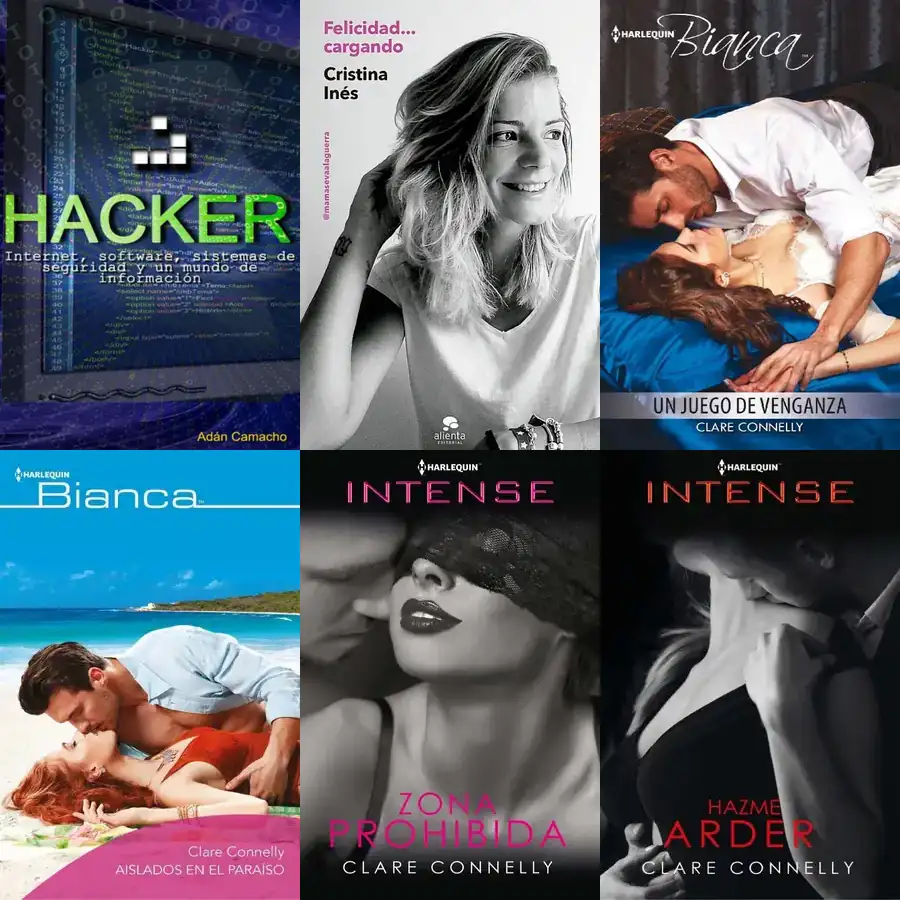 HACKER
Internet, software, sistemas de
seguridad y un mundo de
información
Adán Camacho
Felicidad...
cargando
Cristina
Inés
@mamasevaalaguerra
alienta
EDITORIAL
HARLEQUIN
Bianca
UN JUEGO DE VENGANZA
CLARE CONNELLY
HARLEQUIN
Bianca
Clare Connelly
AISLADOS EN EL PARAÍSO
HARLEQUIN
INTENSE
ZONA
PROHIBIDA
CLARE CONNELLY
HARLEQUIN
INTENSE
HAZME
ARDER
CLARE CONNELLY